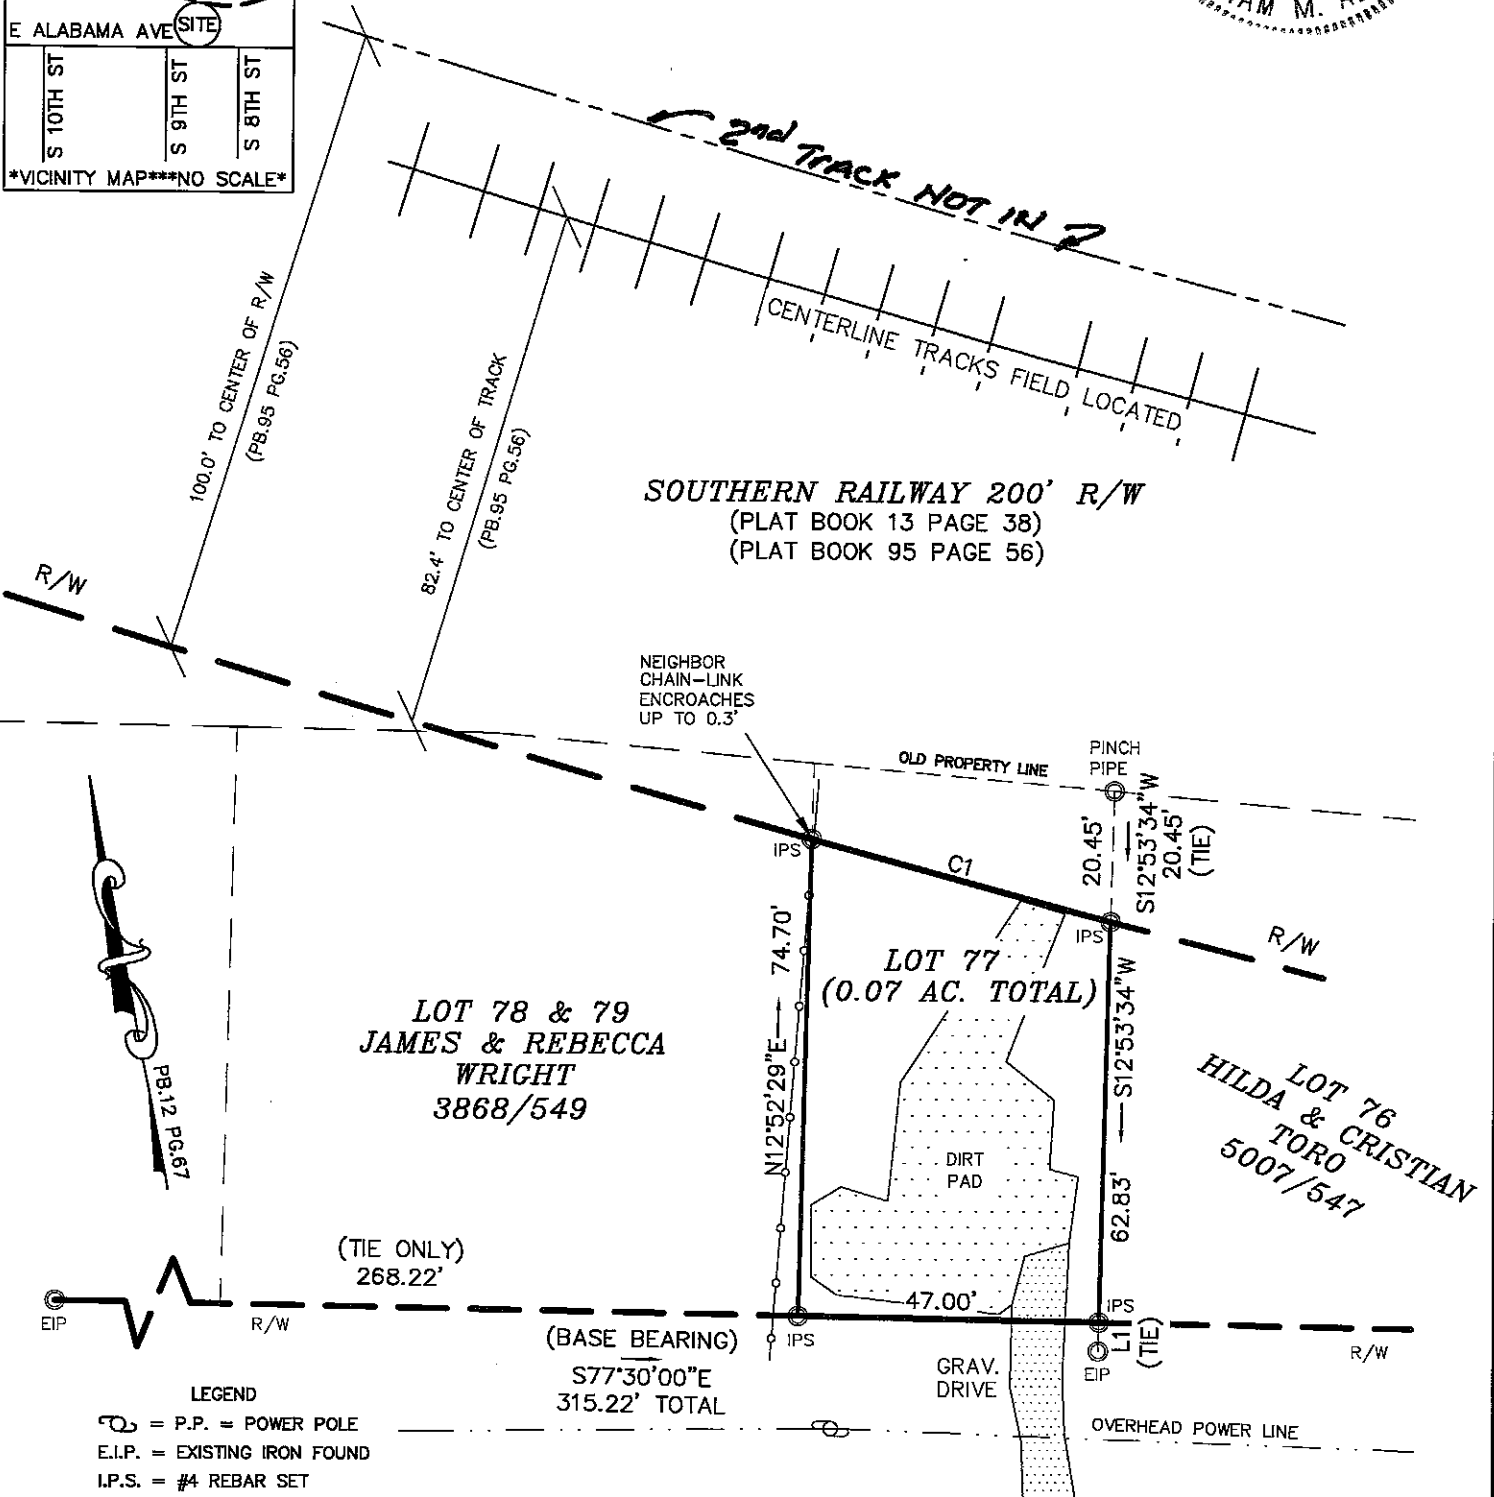 E ALABAMA AVE
SITE
S 10TH ST
S 9TH ST
S 8TH ST
*VICINITY MAP***NO SCALE*
2nd TRACK NOT IN
CENTERLINE TRACKS FIELD LOCATED
100.0' TO CENTER OF R/W
(PB.95 PG.56)
82.4' TO CENTER OF TRACK
(PB.95 PG.56)
SOUTHERN RAILWAY 200' R/W
(PLAT BOOK 13 PAGE 38)
(PLAT BOOK 95 PAGE 56)
R/W
NEIGHBOR
CHAIN-LINK
ENCROACHES
UP TO 0.3'
OLD PROPERTY LINE
PINCH
PIPE
20.45'
S12°53'34"W
20.45'
(TIE)
IPS
C1
IPS
R/W
LOT 77
(0.07 AC. TOTAL)
N12°52'29"E 74.70'
S12°53'34"W
62.83'
LOT 78 & 79
JAMES & REBECCA
WRIGHT
3868/549
LOT 76
HILDA & CRISTIAN
TORO
5007/547
PB.12 PG.67
DIRT
PAD
(TIE ONLY)
268.22'
47.00'
EIP
R/W
(BASE BEARING)
S77°30'00"E
315.22' TOTAL
IPS
IPS
L1
(TIE)
EIP
R/W
GRAV.
DRIVE
OVERHEAD POWER LINE
LEGEND
= P.P. = POWER POLE
E.I.P. = EXISTING IRON FOUND
I.P.S. = #4 REBAR SET